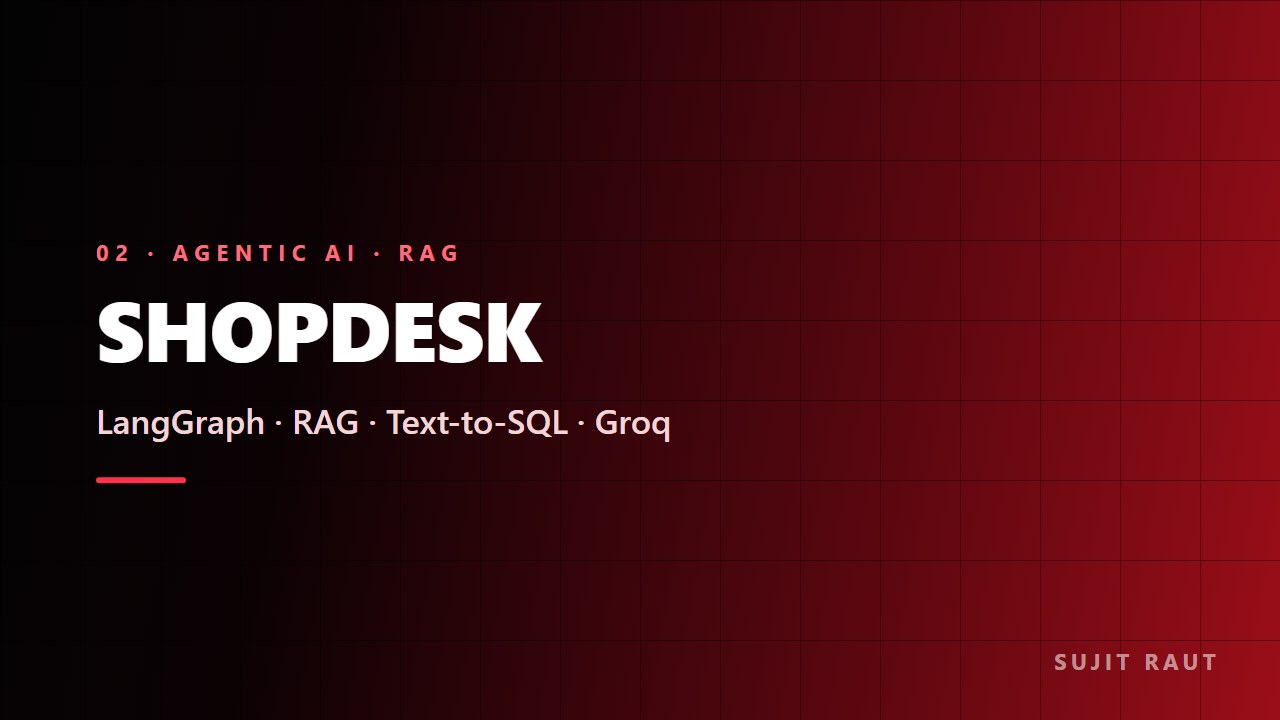 02 · AGENTIC AI · RAG
SHOPDESK
LangGraph · RAG · Text-to-SQL · Groq
SUJIT RAUT